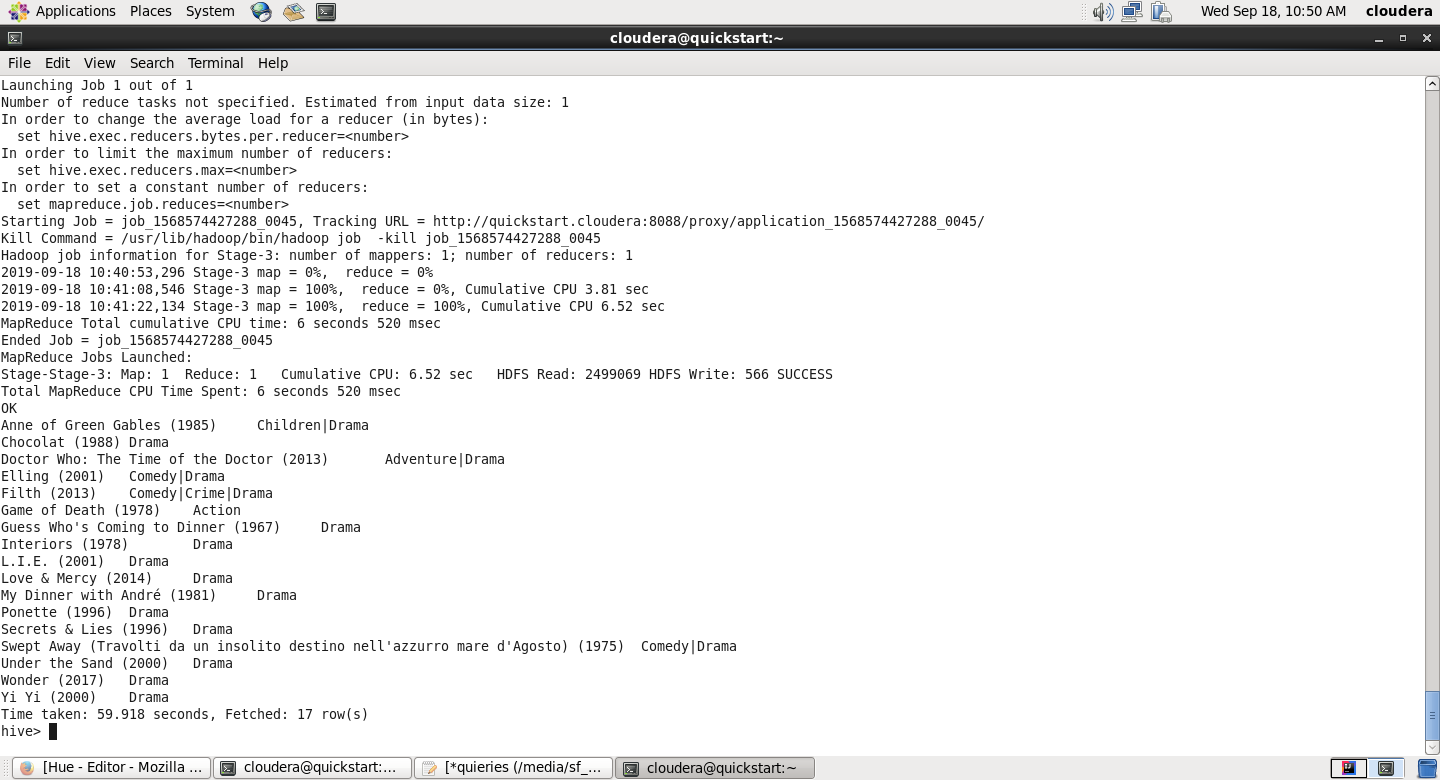 Applications Places System Wed Sep 18, 10:50 AM cloudera
cloudera@quickstart:~
File Edit View Search Terminal Help
Launching Job 1 out of 1
Number of reduce tasks not specified. Estimated from input data size: 1
In order to change the average load for a reducer (in bytes):
  set hive.exec.reducers.bytes.per.reducer=<number>
In order to limit the maximum number of reducers:
  set hive.exec.reducers.max=<number>
In order to set a constant number of reducers:
  set mapreduce.job.reduces=<number>
Starting Job = job_1568574427288_0045, Tracking URL = http://quickstart.cloudera:8088/proxy/application_1568574427288_0045/
Kill Command = /usr/lib/hadoop/bin/hadoop job  -kill job_1568574427288_0045
Hadoop job information for Stage-3: number of mappers: 1; number of reducers: 1
2019-09-18 10:40:53,296 Stage-3 map = 0%,  reduce = 0%
2019-09-18 10:41:08,546 Stage-3 map = 100%,  reduce = 0%, Cumulative CPU 3.81 sec
2019-09-18 10:41:22,134 Stage-3 map = 100%,  reduce = 100%, Cumulative CPU 6.52 sec
MapReduce Total cumulative CPU time: 6 seconds 520 msec
Ended Job = job_1568574427288_0045
MapReduce Jobs Launched:
Stage-Stage-3: Map: 1  Reduce: 1   Cumulative CPU: 6.52 sec   HDFS Read: 2499069 HDFS Write: 566 SUCCESS
Total MapReduce CPU Time Spent: 6 seconds 520 msec
OK
Anne of Green Gables (1985)     Children|Drama
Chocolat (1988) Drama
Doctor Who: The Time of the Doctor (2013)       Adventure|Drama
Elling (2001)   Comedy|Drama
Filth (2013)    Comedy|Crime|Drama
Game of Death (1978)    Action
Guess Who's Coming to Dinner (1967)     Drama
Interiors (1978)        Drama
L.I.E. (2001)   Drama
Love & Mercy (2014)     Drama
My Dinner with André (1981)     Drama
Ponette (1996)  Drama
Secrets & Lies (1996)   Drama
Swept Away (Travolti da un insolito destino nell'azzurro mare d'Agosto) (1975)  Comedy|Drama
Under the Sand (2000)   Drama
Wonder (2017)   Drama
Yi Yi (2000)    Drama
Time taken: 59.918 seconds, Fetched: 17 row(s)
hive>
[Hue - Editor - Mozilla ... cloudera@quickstart:... [*quieries (/media/sf_... cloudera@quickstart:~